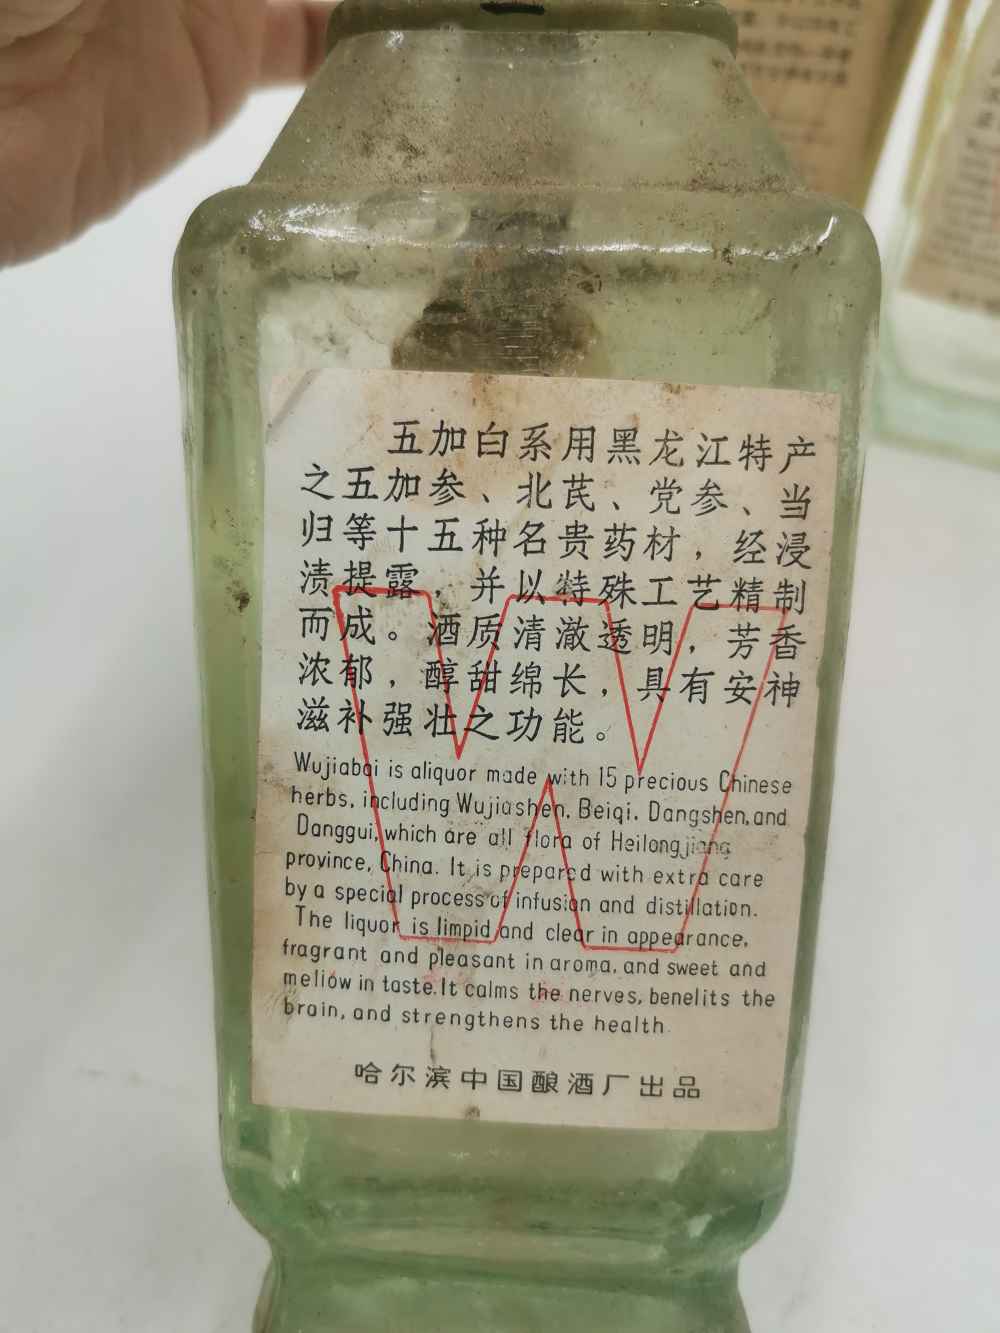 五加白系用黑龙江特产
之五加参、北芪、党参、当
归等十五种名贵药材，经浸
渍提露，并以特殊工艺精制
而成。酒质清澈透明，芳香
浓郁，醇甜绵长，具有安神
滋补强壮之功能。
Wujiabai is aliquor made with 15 precious Chinese
herbs, including Wujiashen, Beiqi. Dangshen, and
Danggui, which are all flora of Heilongjiang
province, China. It is prepared with extra care
by a special process of infusion and distillation.
The liquor is limpid and clear in appearance,
fragrant and pleasant in aroma, and sweet and
mellow in taste. It calms the nerves, benelits the
brain, and strengthens the health.
哈尔滨中国酿酒厂出品